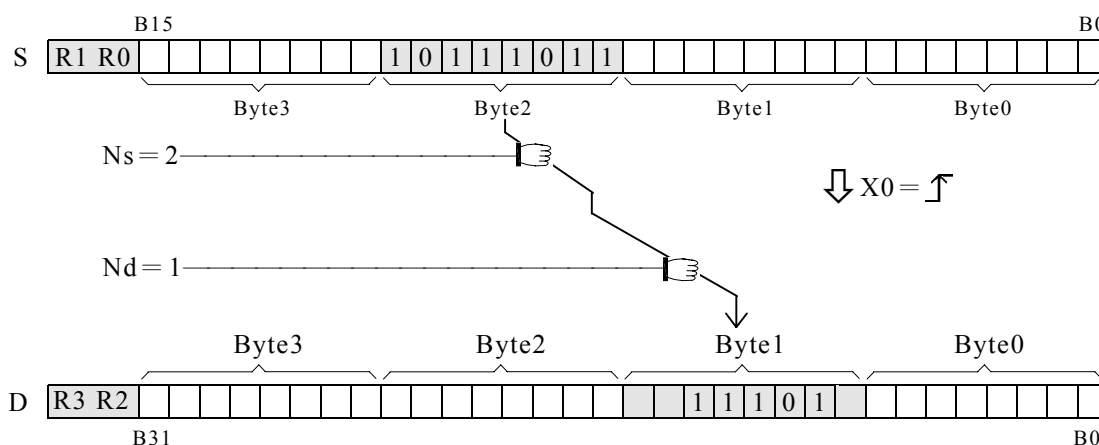 B15 B0
S R1 R0 1 0 1 1 1 0 1 1
Byte3 Byte2 Byte1 Byte0
Ns=2
X0=
Nd=1
Byte3 Byte2 Byte1 Byte0
D R3 R2 1 1 1 0 1
B31 B0